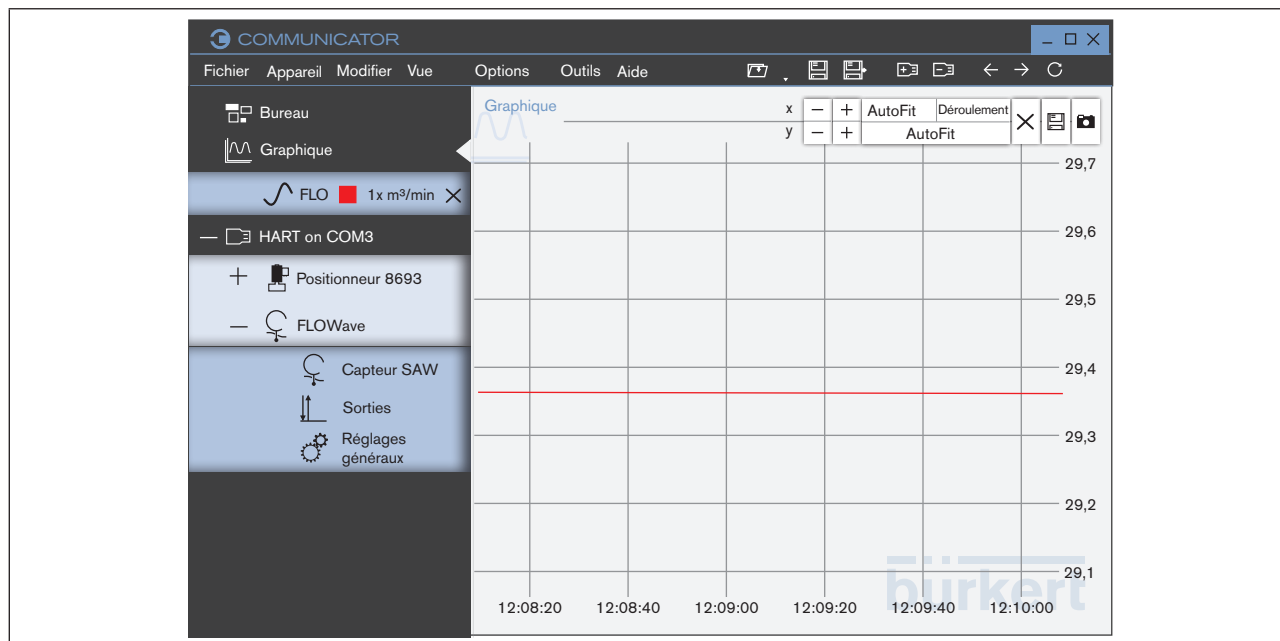 COMMUNICATOR
Fichier Appareil Modifier Vue Options Outils Aide
Bureau
Graphique
FLO 1x m³/min
HART on COM3
Positionneur 8693
FLOWave
Capteur SAW
Sorties
Réglages
généraux
Graphique
x − + AutoFit Déroulement
y − + AutoFit
29,7
29,6
29,5
29,4
29,3
29,2
29,1
bürkert
12:08:20 12:08:40 12:09:00 12:09:20 12:09:40 12:10:00